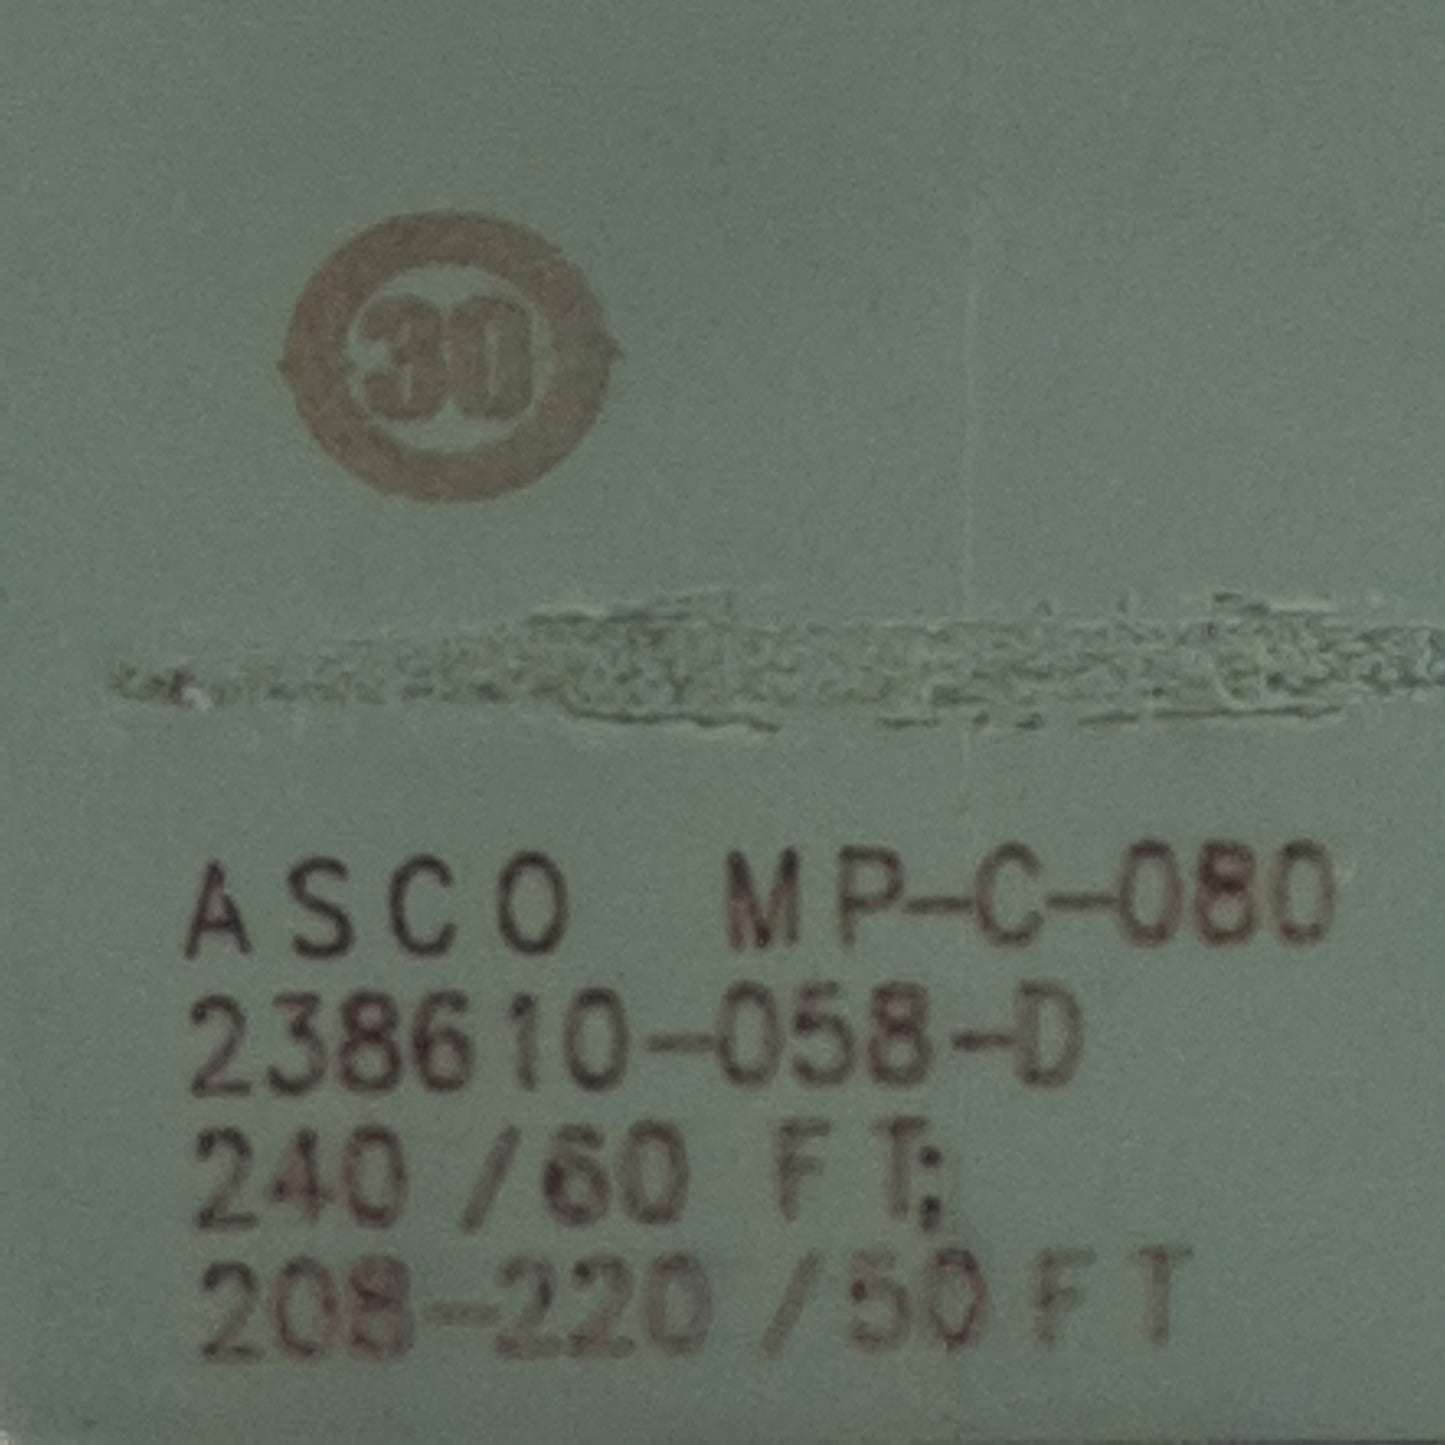 30
ASCO MP-C-080
238610-058-D
240/60 FT;
208-220/50 FT